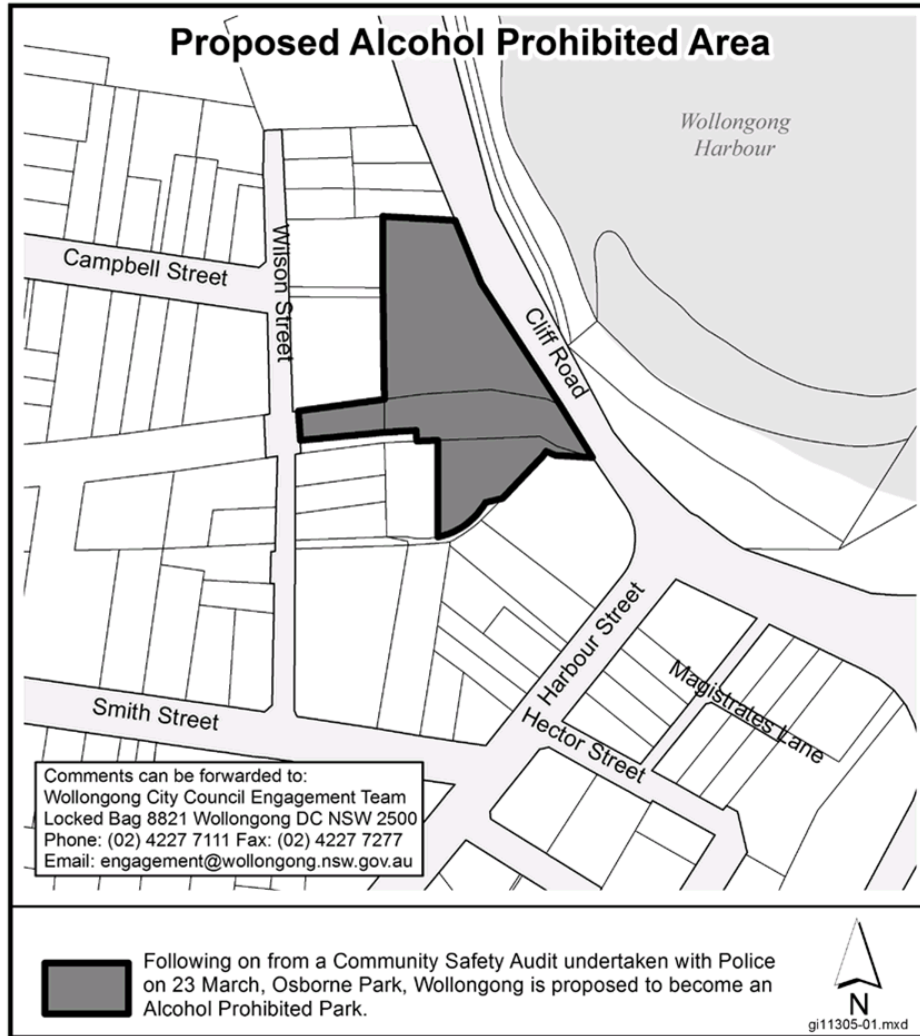 Proposed Alcohol Prohibited Area
Wollongong
Harbour
Campbell Street
Wilson Street
Cliff Road
Harbour Street
Magistrates Lane
Smith Street
Hector Street
Comments can be forwarded to:
Wollongong City Council Engagement Team
Locked Bag 8821 Wollongong DC NSW 2500
Phone: (02) 4227 7111 Fax: (02) 4227 7277
Email: engagement@wollongong.nsw.gov.au
Following on from a Community Safety Audit undertaken with Police
on 23 March, Osborne Park, Wollongong is proposed to become an
Alcohol Prohibited Park.
N
gi11305-01.mxd